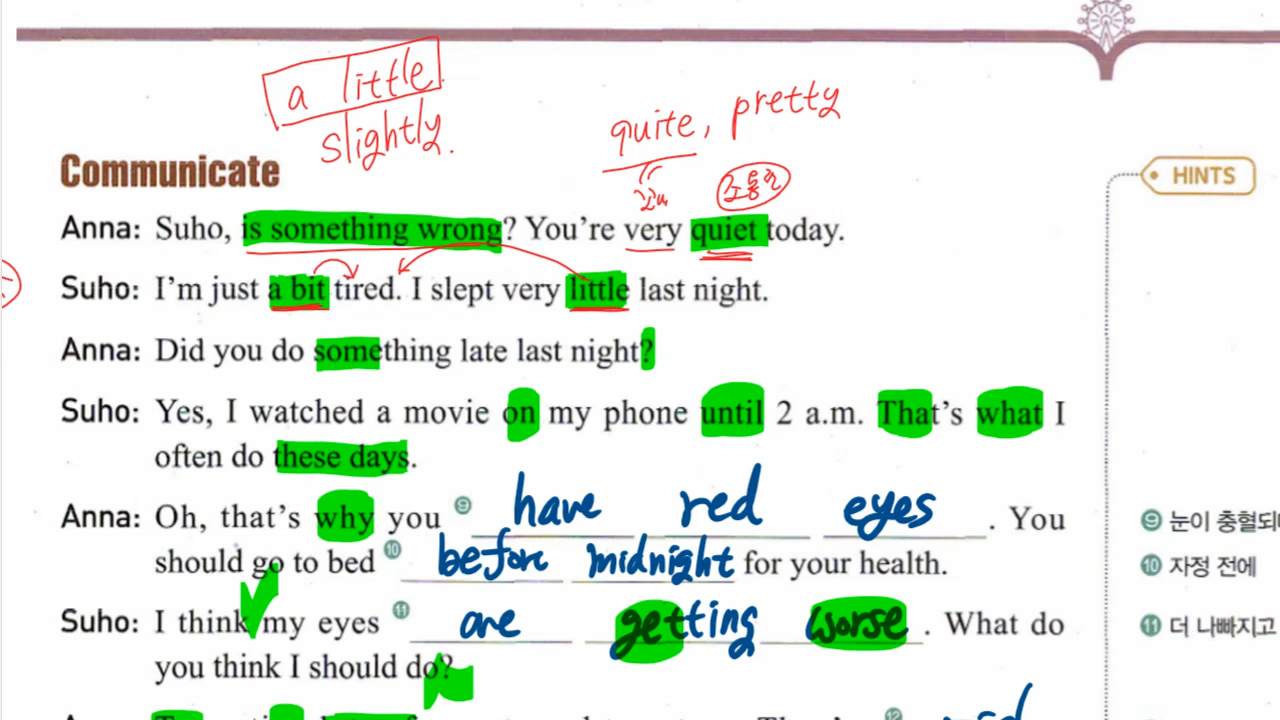 a little
slightly.
quite, pretty
조용한
Communicate
HINTS
Anna: Suho, is something wrong? You're very quiet today.
Suho: I'm just a bit tired. I slept very little last night.
Anna: Did you do something late last night?
Suho: Yes, I watched a movie on my phone until 2 a.m. That's what I
often do these days.
Anna: Oh, that's why you ⑨ have red eyes. You
should go to bed ⑩ before midnight for your health.
⑨ 눈이 충혈되
⑩ 자정 전에
Suho: I think my eyes ⑪ are getting worse. What do
you think I should do?
⑪ 더 나빠지고